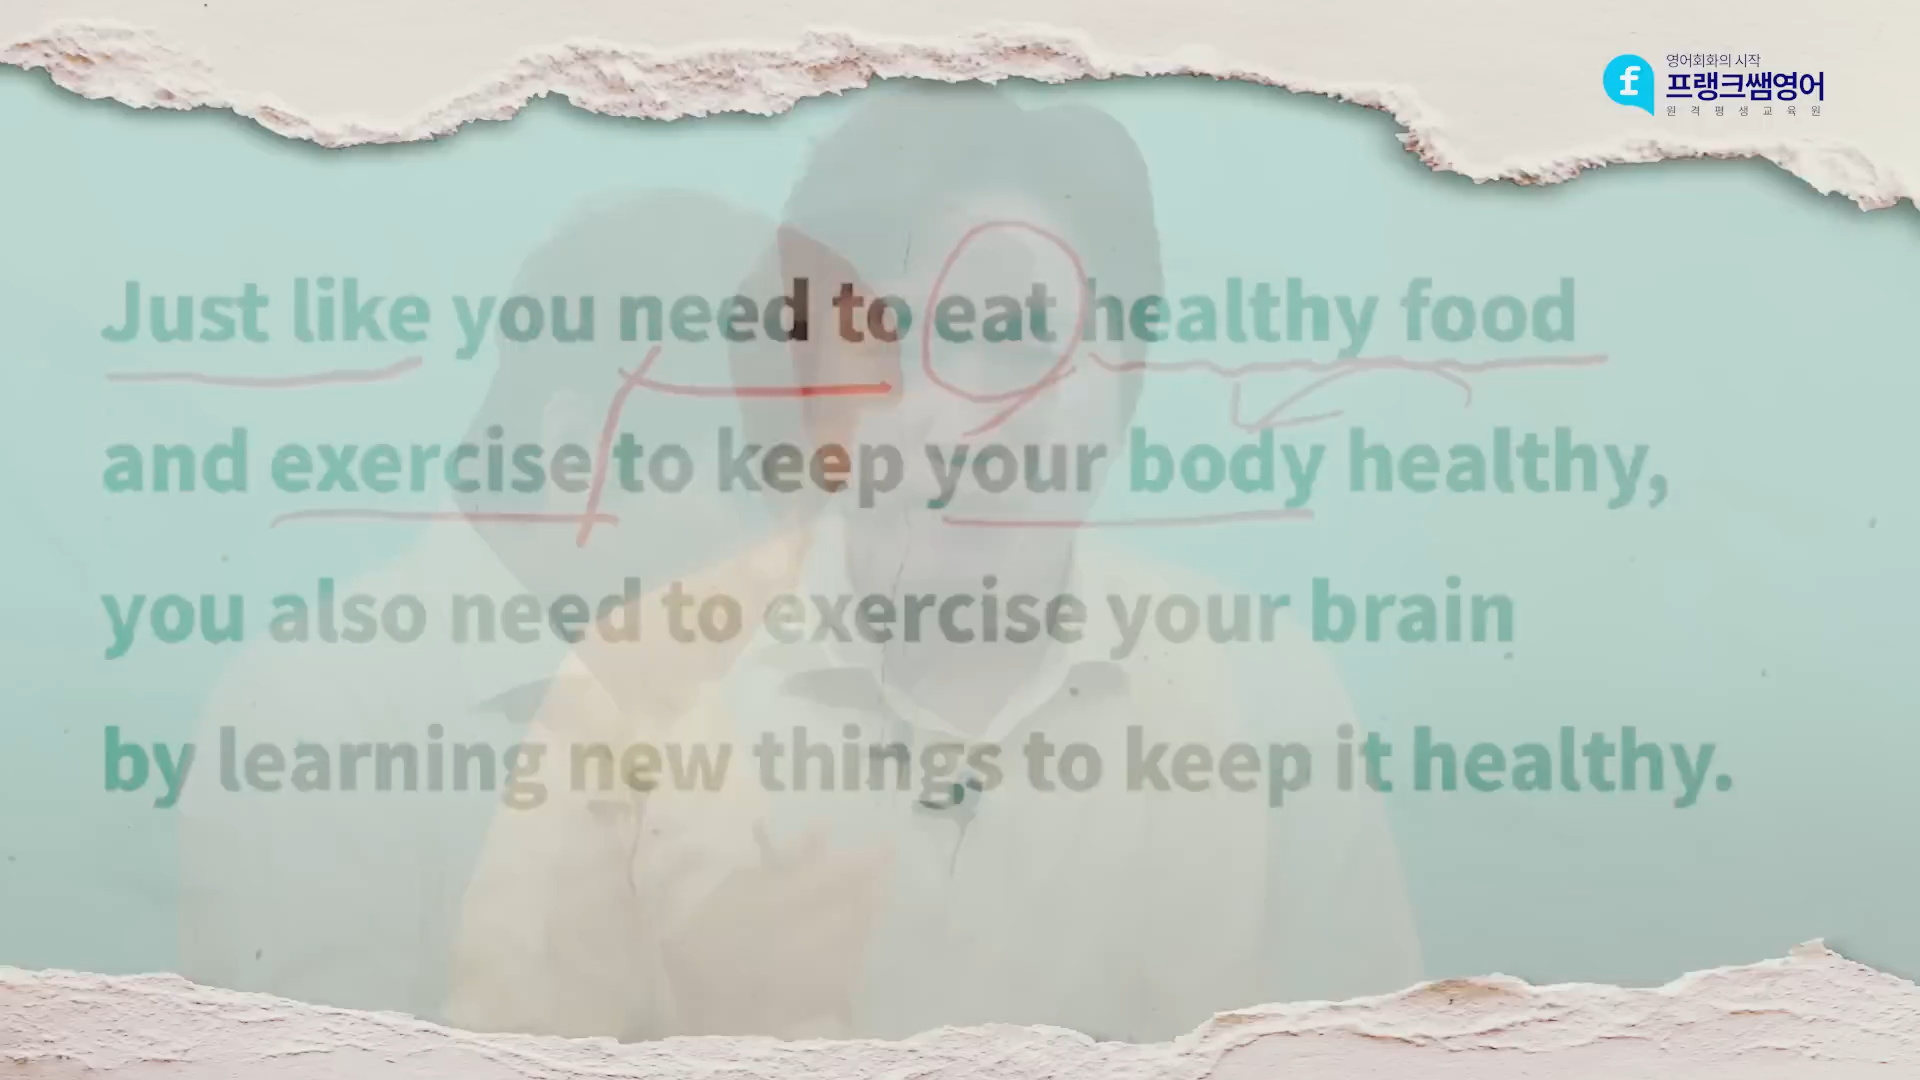 영어회화의 시작
프랭크쌤영어
원격평생교육원
Just like you need to eat healthy food
and exercise to keep your body healthy,
you also need to exercise your brain
by learning new things to keep it healthy.